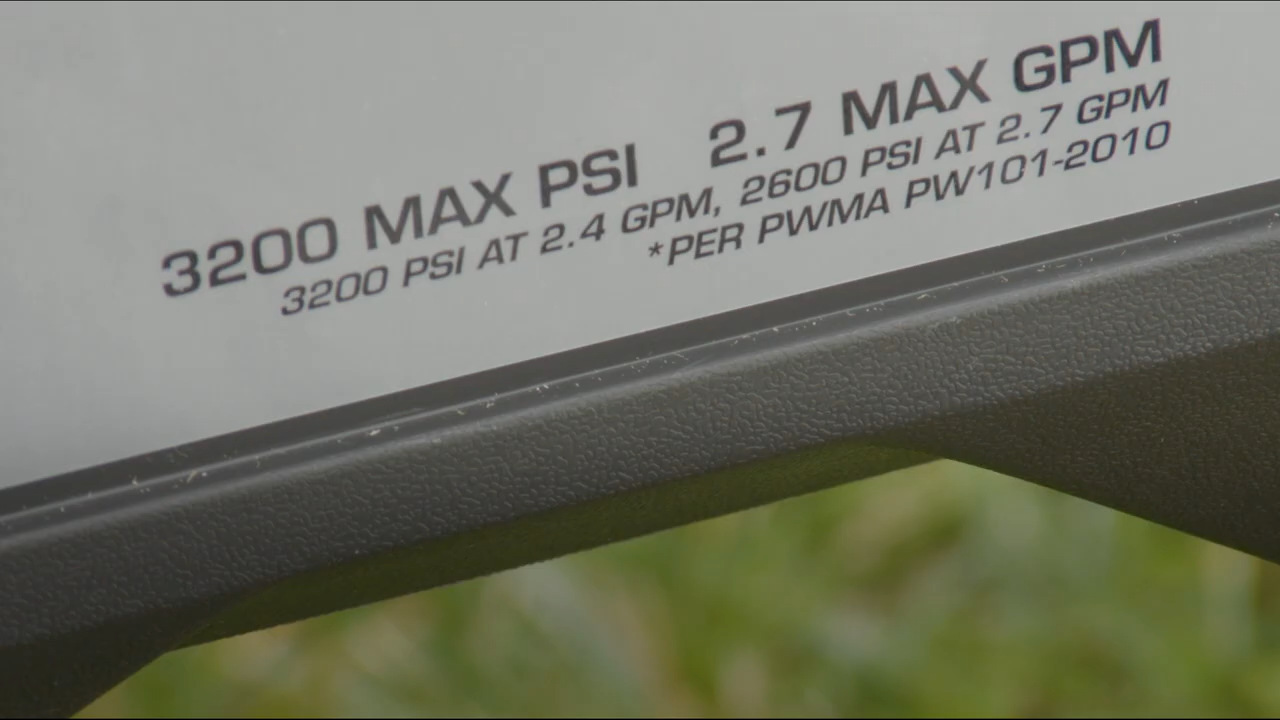 3200 MAX PSI 2.7 MAX GPM
3200 PSI AT 2.4 GPM, 2600 PSI AT 2.7 GPM
*PER PWMA PW101-2010